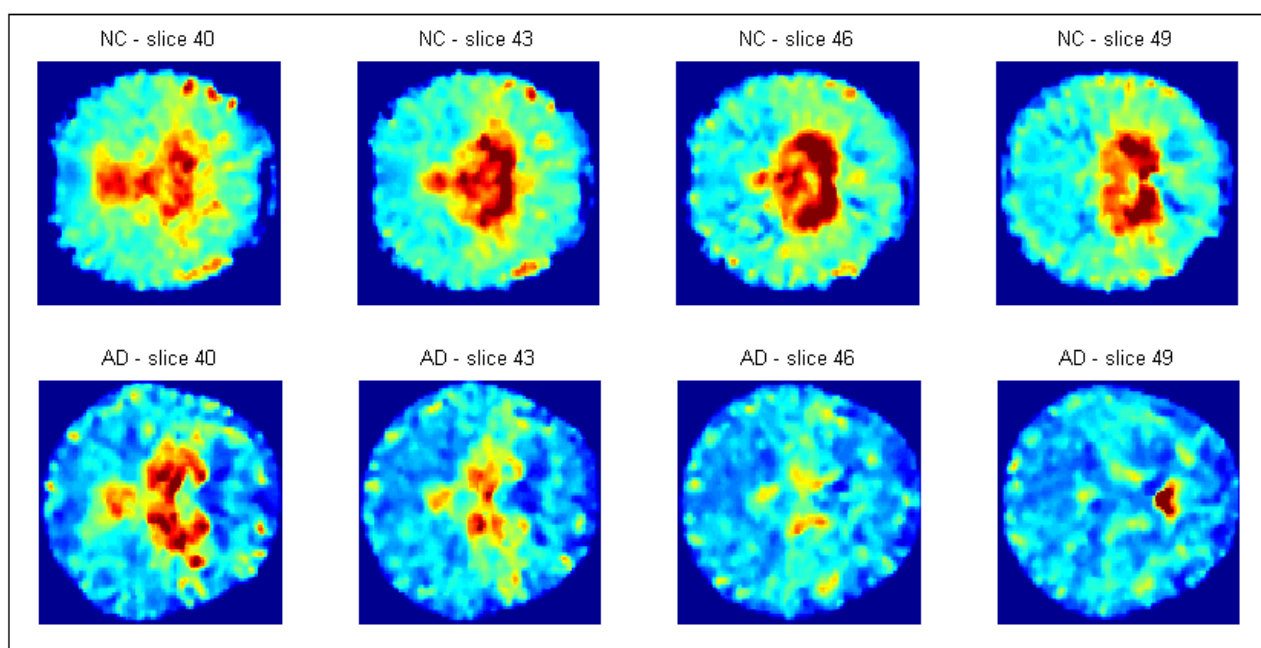 NC - slice 40
NC - slice 43
NC - slice 46
NC - slice 49
AD - slice 40
AD - slice 43
AD - slice 46
AD - slice 49